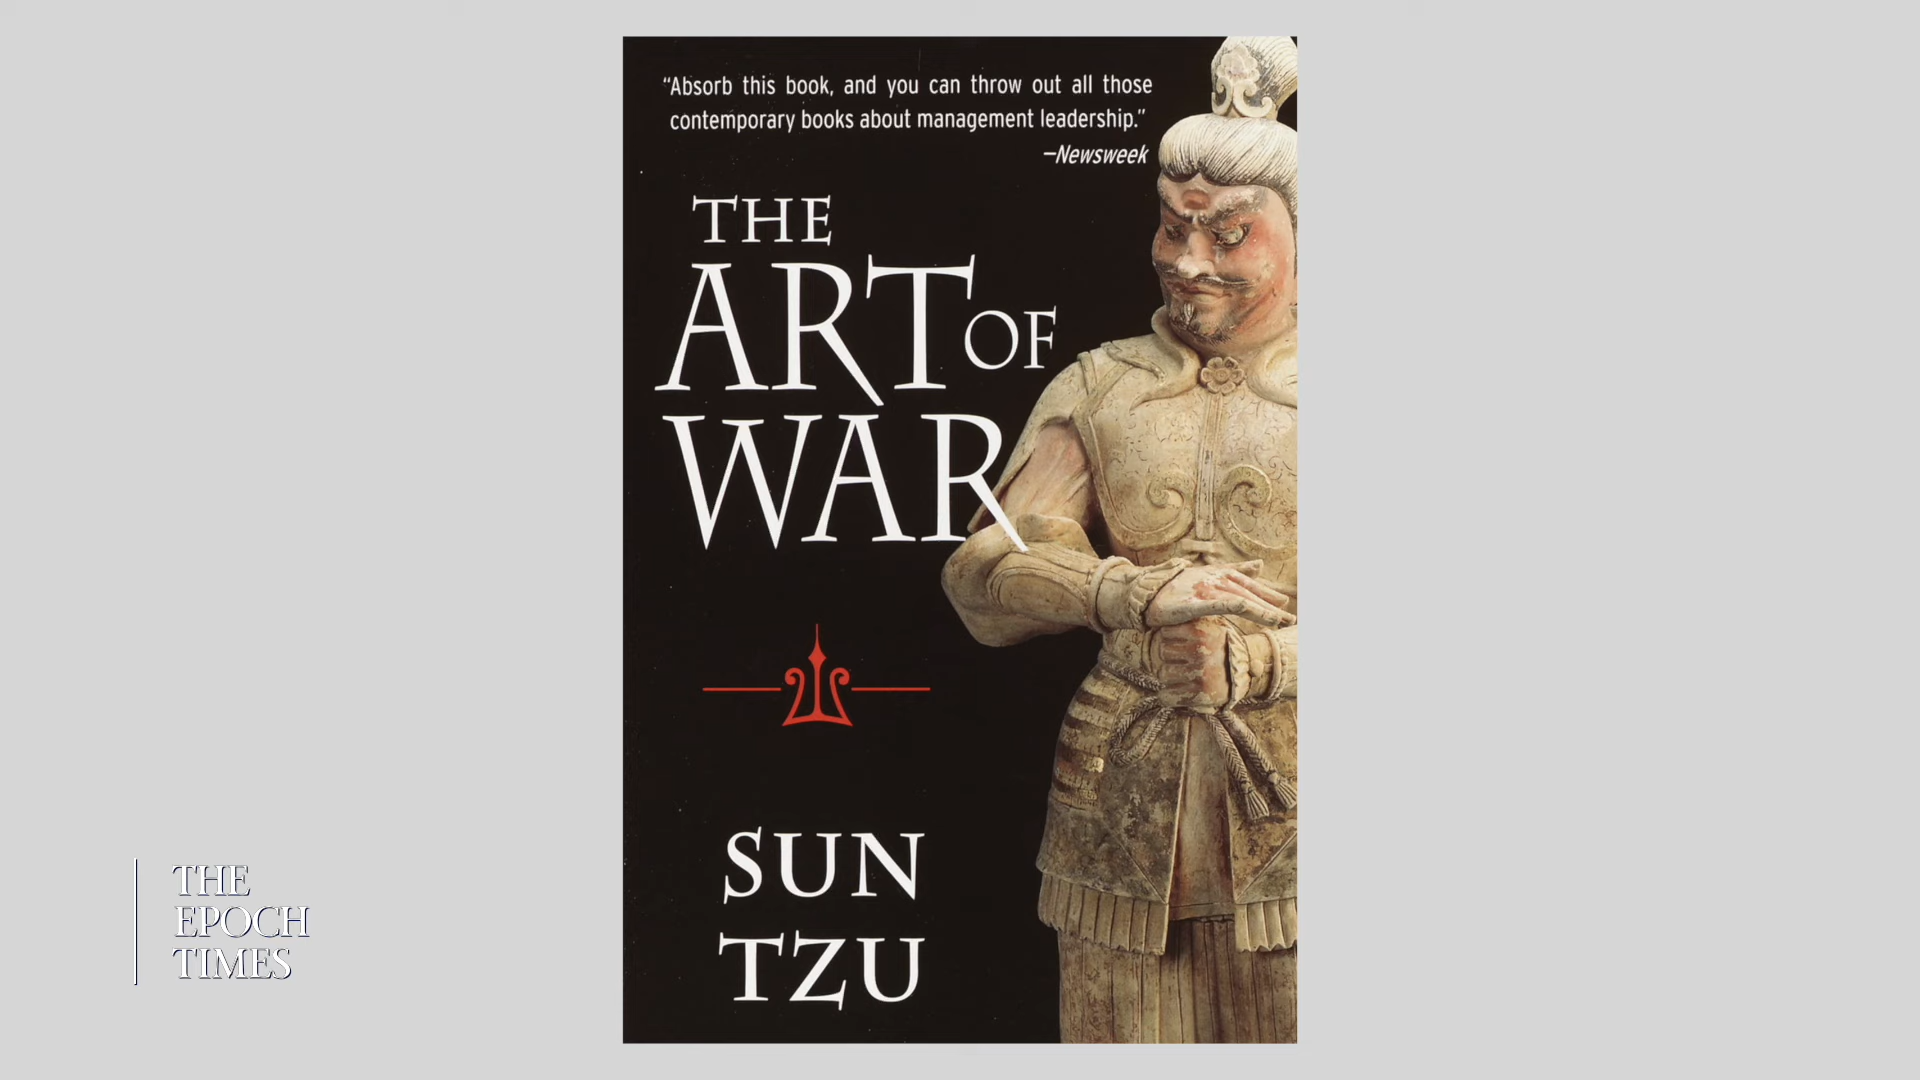 “Absorb this book, and you can throw out all those
contemporary books about management leadership.”
—Newsweek
THE
ART OF
WAR
SUN
TZU
THE
EPOCH
TIMES